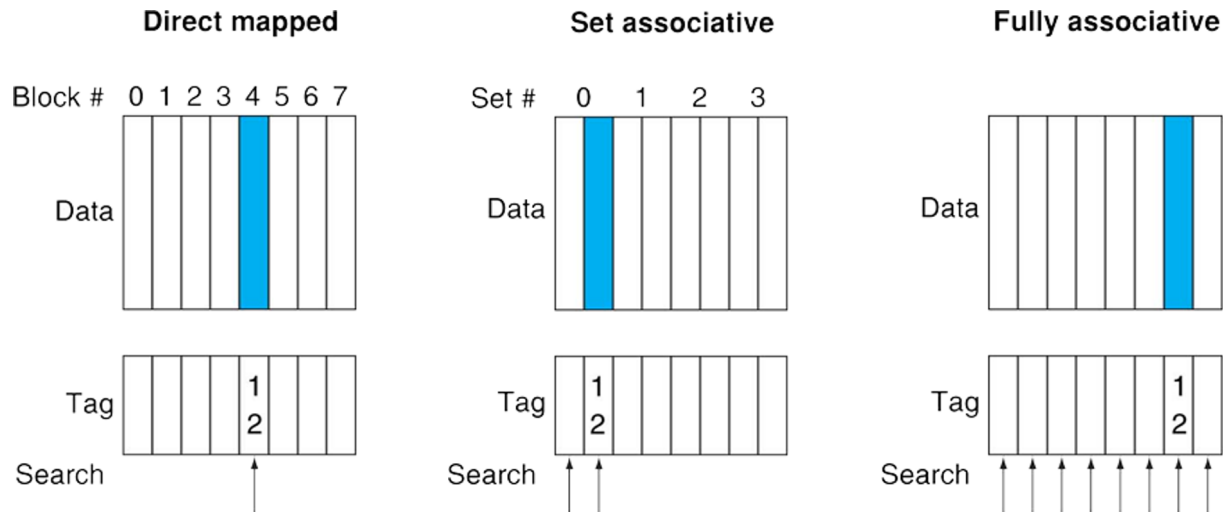 Direct mapped
Set associative
Fully associative
Block # 0 1 2 3 4 5 6 7
Set # 0 1 2 3
Data
Data
Data
Tag
1
2
Tag
1
2
Tag
1
2
Search
Search
Search